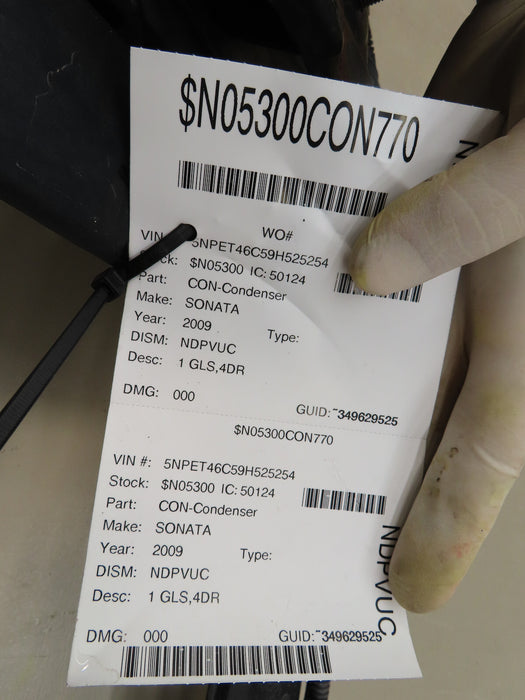 $N05300CON770
WO#
VIN 5NPET46C59H525254
ck: $N05300 IC: 50124
Part: CON-Condenser
Make: SONATA
Year: 2009 Type:
DISM: NDPVUC
Desc: 1 GLS,4DR
DMG: 000
GUID: ~349629525
$N05300CON770
VIN #: 5NPET46C59H525254
Stock: $N05300 IC: 50124
Part: CON-Condenser
Make: SONATA
Year: 2009 Type:
DISM: NDPVUC
Desc: 1 GLS,4DR
DMG: 000 GUID: ~349629525
NDPVUC